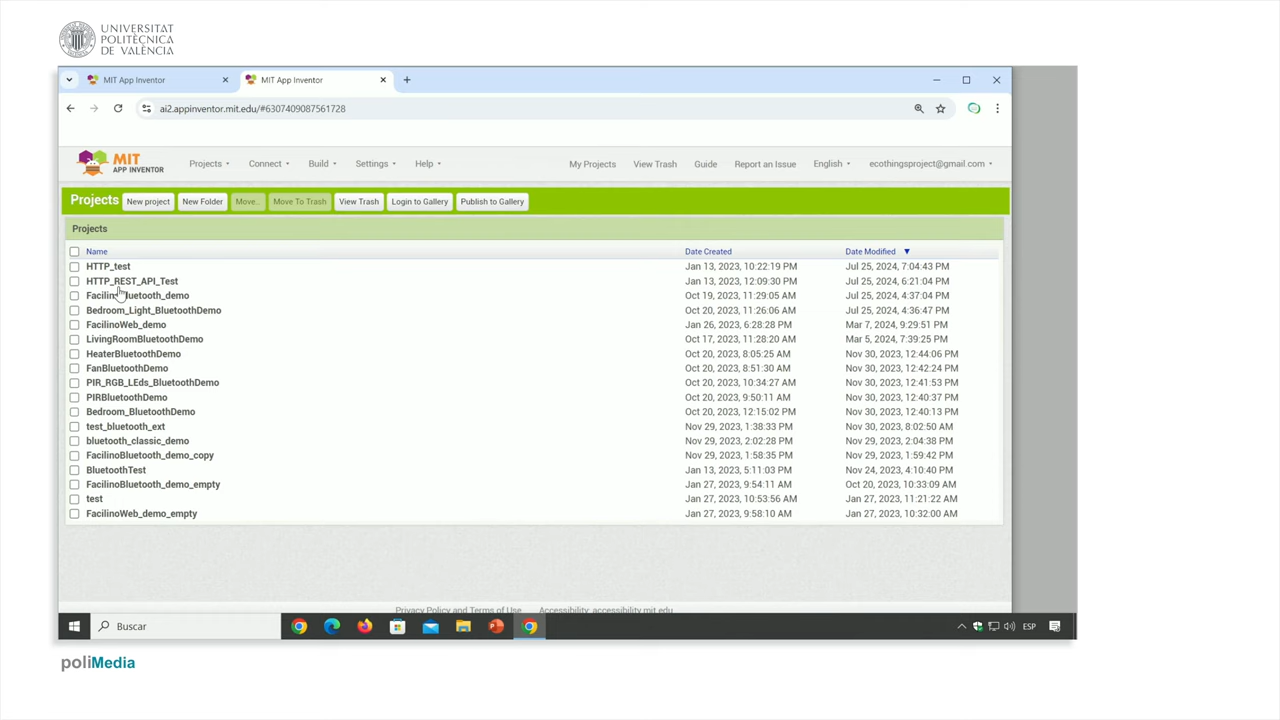 UNIVERSITAT
POLITÈCNICA
DE VALÈNCIA
MIT App Inventor
MIT App Inventor
ai2.appinventor.mit.edu/#6307409087561728
MIT
APP INVENTOR
Projects Connect Build Settings Help My Projects View Trash Guide Report an Issue English ecothingsproject@gmail.com
Projects New project New Folder Move... Move To Trash View Trash Login to Gallery Publish to Gallery
Projects
Name Date Created Date Modified
HTTP_test Jan 13, 2023, 10:22:19 PM Jul 25, 2024, 7:04:43 PM
HTTP_REST_API_Test Jan 13, 2023, 12:09:30 PM Jul 25, 2024, 6:21:04 PM
FacilinoBluetooth_demo Oct 19, 2023, 11:29:05 AM Jul 25, 2024, 4:37:04 PM
Bedroom_Light_BluetoothDemo Oct 20, 2023, 11:26:06 AM Jul 25, 2024, 4:36:47 PM
FacilinoWeb_demo Jan 26, 2023, 6:28:28 PM Mar 7, 2024, 9:29:51 PM
LivingRoomBluetoothDemo Oct 17, 2023, 11:28:20 AM Mar 5, 2024, 7:39:25 PM
HeaterBluetoothDemo Oct 20, 2023, 8:05:25 AM Nov 30, 2023, 12:44:06 PM
FanBluetoothDemo Oct 20, 2023, 8:51:30 AM Nov 30, 2023, 12:42:24 PM
PIR_RGB_LEds_BluetoothDemo Oct 20, 2023, 10:34:27 AM Nov 30, 2023, 12:41:53 PM
PIRBluetoothDemo Oct 20, 2023, 9:50:11 AM Nov 30, 2023, 12:40:37 PM
Bedroom_BluetoothDemo Oct 20, 2023, 12:15:02 PM Nov 30, 2023, 12:40:13 PM
test_bluetooth_ext Nov 29, 2023, 1:38:33 PM Nov 30, 2023, 8:02:50 AM
bluetooth_classic_demo Nov 29, 2023, 2:02:28 PM Nov 29, 2023, 2:04:38 PM
FacilinoBluetooth_demo_copy Nov 29, 2023, 1:58:35 PM Nov 29, 2023, 1:59:42 PM
BluetoothTest Jan 13, 2023, 5:11:03 PM Nov 24, 2023, 4:10:40 PM
FacilinoBluetooth_demo_empty Jan 27, 2023, 9:54:11 AM Oct 20, 2023, 10:33:09 AM
test Jan 27, 2023, 10:53:56 AM Jan 27, 2023, 11:21:22 AM
FacilinoWeb_demo_empty Jan 27, 2023, 9:58:10 AM Jan 27, 2023, 10:32:00 AM
Privacy Policy and Terms of Use Accessibility: accessibility.mit.edu
Buscar ESP
poliMedia